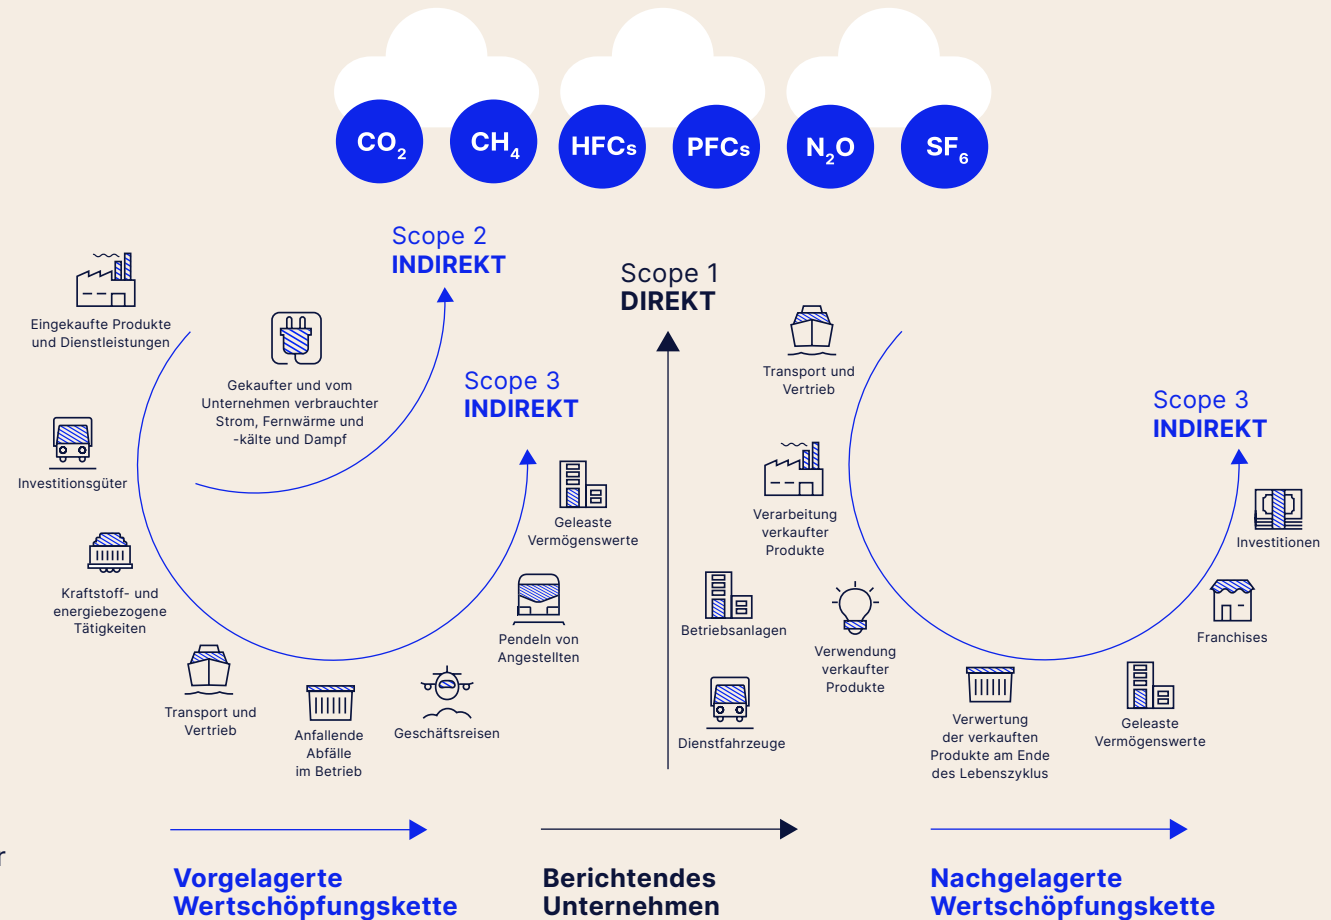 CO2
CH4
HFCs
PFCs
N2O
SF6
Scope 2
INDIREKT
Scope 1
DIREKT
Eingekaufte Produkte
und Dienstleistungen
Gekaufter und vom
Unternehmen verbrauchter
Strom, Fernwärme und
-kälte und Dampf
Scope 3
INDIREKT
Investitionsgüter
Geleaste
Vermögenswerte
Kraftstoff- und
energiebezogene
Tätigkeiten
Pendeln von
Angestellten
Transport und
Vertrieb
Anfallende
Abfälle
im Betrieb
Geschäftsreisen
Transport und
Vertrieb
Scope 3
INDIREKT
Verarbeitung
verkaufter
Produkte
Investitionen
Betriebsanlagen
Verwendung
verkaufter
Produkte
Franchises
Dienstfahrzeuge
Verwertung
der verkauften
Produkte am Ende
des Lebenszyklus
Geleaste
Vermögenswerte
r
Vorgelagerte
Wertschöpfungskette
Berichtendes
Unternehmen
Nachgelagerte
Wertschöpfungskette